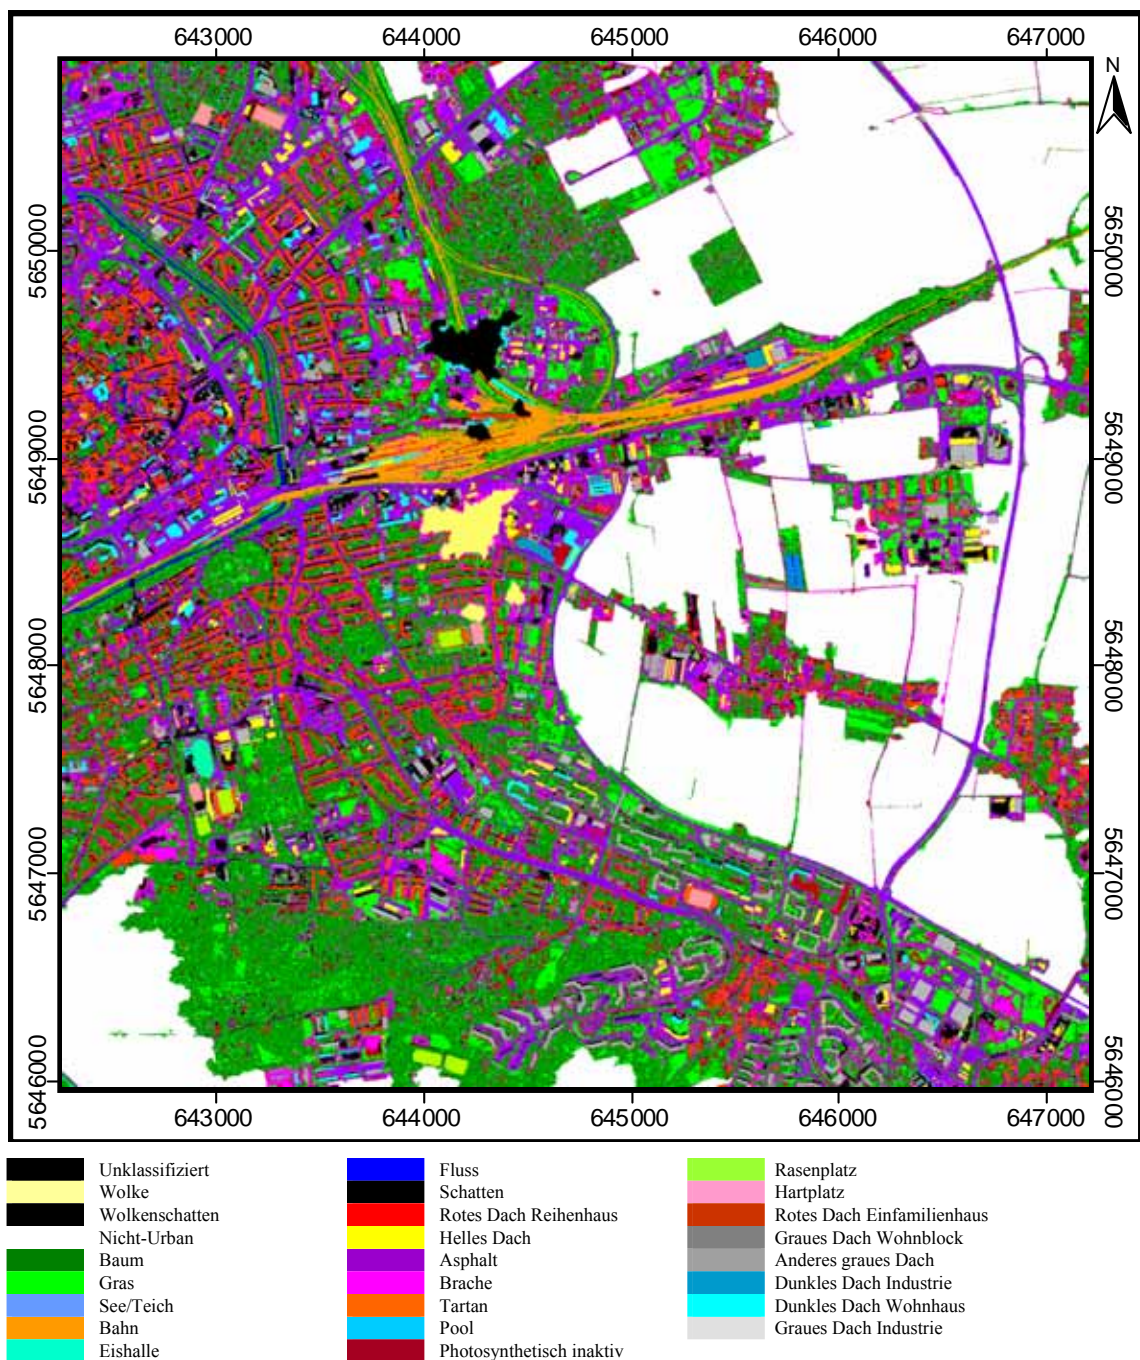 643000 644000 645000 646000 647000
N
5650000 5650000
5649000 5649000
5648000 5648000
5647000 5647000
5646000 5646000
643000 644000 645000 646000 647000
Unklassifiziert
Wolke
Wolkenschatten
Nicht-Urban
Baum
Gras
See/Teich
Bahn
Eishalle
Fluss
Schatten
Rotes Dach Reihenhaus
Helles Dach
Asphalt
Brache
Tartan
Pool
Photosynthetisch inaktiv
Rasenplatz
Hartplatz
Rotes Dach Einfamilienhaus
Graues Dach Wohnblock
Anderes graues Dach
Dunkles Dach Industrie
Dunkles Dach Wohnhaus
Graues Dach Industrie